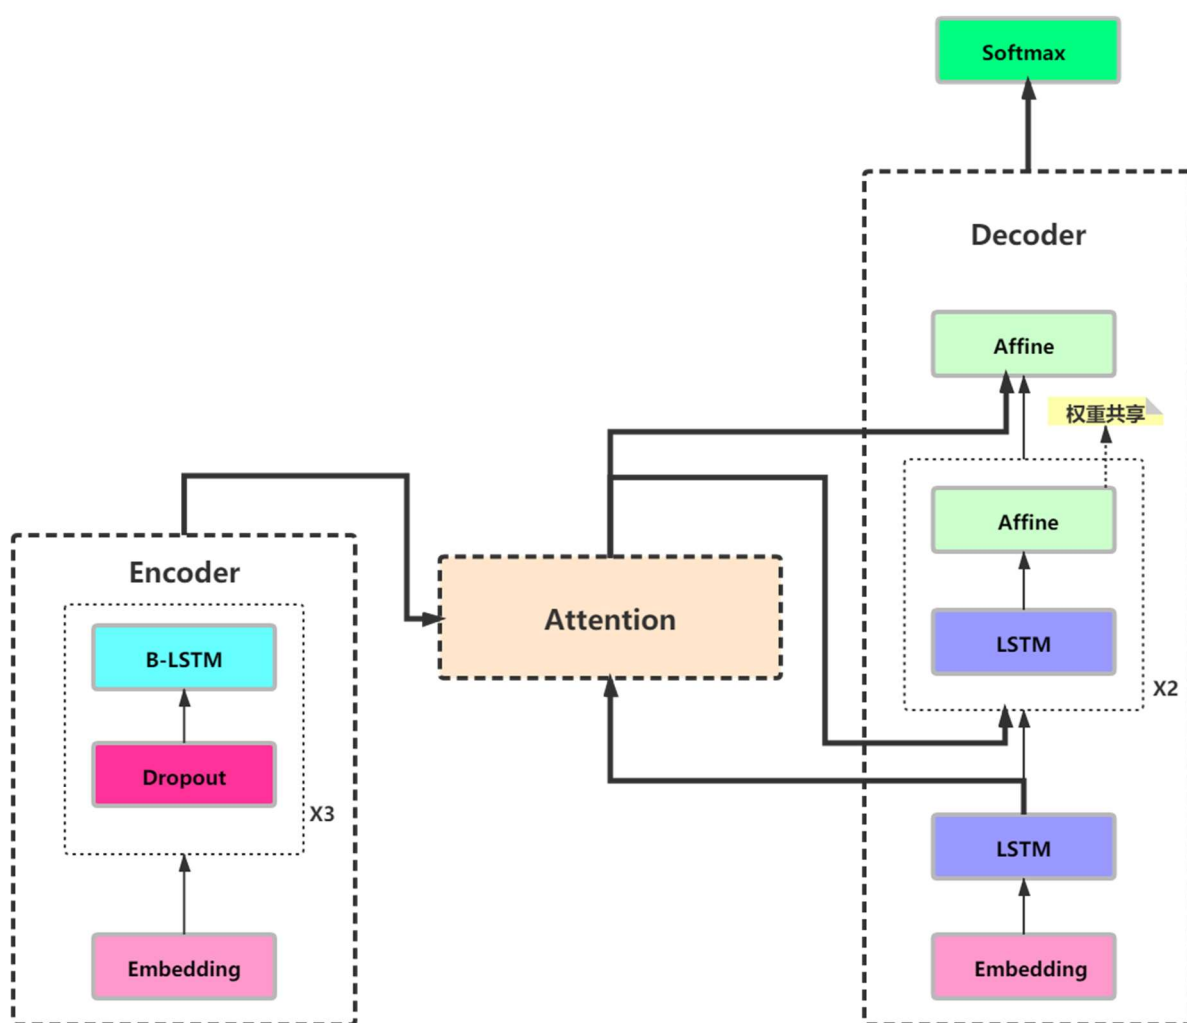 Softmax
Decoder
Affine
权重共享
Affine
LSTM
X2
LSTM
Embedding
Attention
Encoder
B-LSTM
Dropout
X3
Embedding